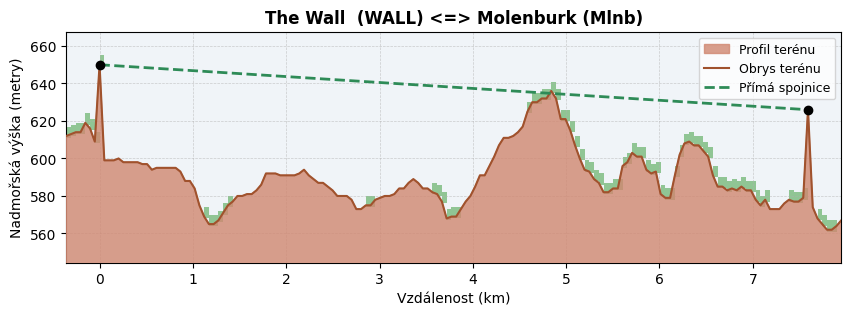 The Wall  (WALL) <=> Molenburk (Mlnb)
Nadmořská výška (metry)
660
640
620
600
580
560
Profil terénu
Obrys terénu
Přímá spojnice
0 1 2 3 4 5 6 7
Vzdálenost (km)